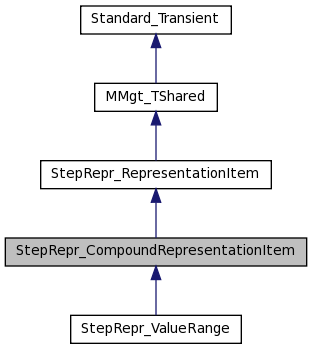 Standard_Transient
MMgt_TShared
StepRepr_RepresentationItem
StepRepr_CompoundRepresentationItem
StepRepr_ValueRange